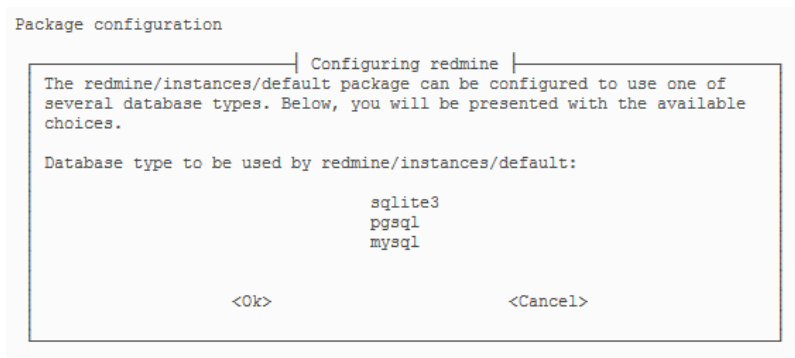 Package configuration
Configuring redmine
The redmine/instances/default package can be configured to use one of
several database types. Below, you will be presented with the available
choices.
Database type to be used by redmine/instances/default:
sqlite3
pgsql
mysql
<Ok> <Cancel>